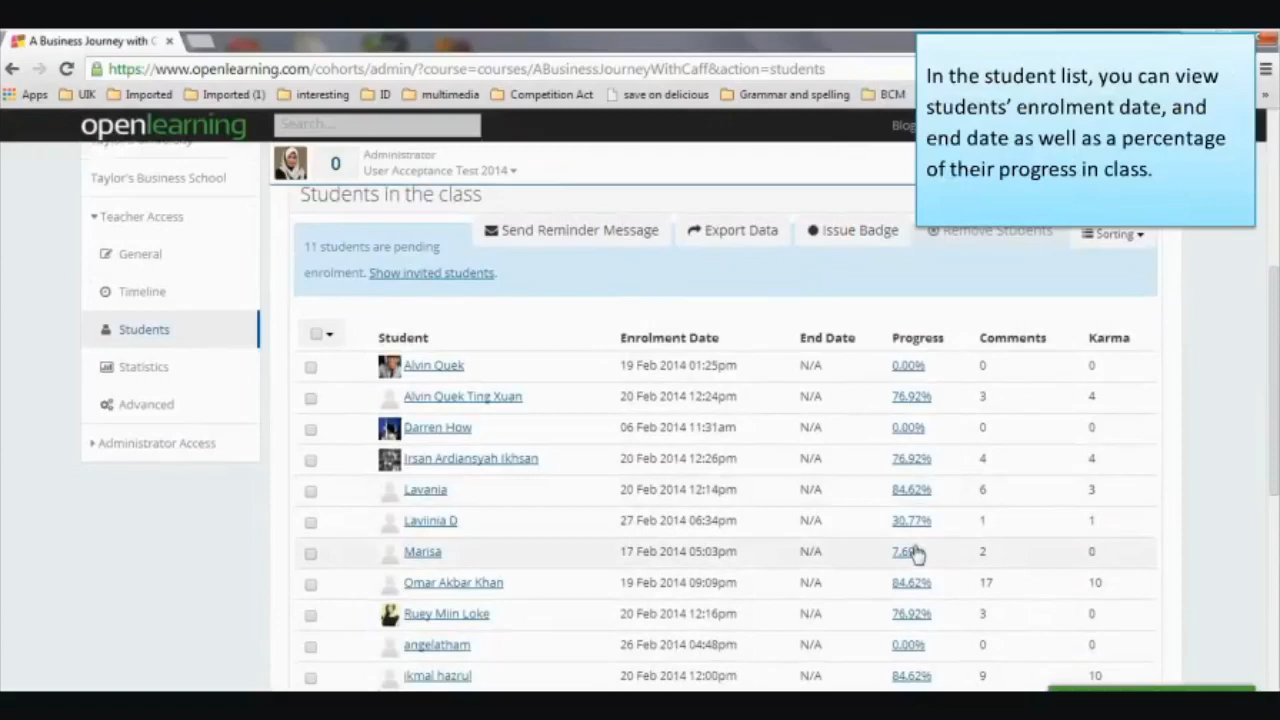 A Business Journey with C
https://www.openlearning.com/cohorts/admin/?course=courses/ABusinessJourneyWithCaff&action=students
Apps UIK Imported Imported (1) interesting ID multimedia Competition Act save on delicious Grammar and spelling BCM »
In the student list, you can view
students' enrolment date, and
end date as well as a percentage
of their progress in class.
openlearning Search... Blog
0 Administrator
User Acceptance Test 2014
Taylor's Business School
Teacher Access
General
Timeline
Students
Statistics
Advanced
Administrator Access
Students in the class
Send Reminder Message Export Data Issue Badge Remove Students Sorting
11 students are pending
enrolment. Show invited students.
Student Enrolment Date End Date Progress Comments Karma
Alvin Quek 19 Feb 2014 01:25pm N/A 0.00% 0 0
Alvin Quek Ting Xuan 20 Feb 2014 12:24pm N/A 76.92% 3 4
Darren How 06 Feb 2014 11:31am N/A 0.00% 0 0
Irsan Ardiansyah Ikhsan 20 Feb 2014 12:26pm N/A 76.92% 4 4
Lavania 20 Feb 2014 12:14pm N/A 84.62% 6 3
Laviinia D 27 Feb 2014 06:34pm N/A 30.77% 1 1
Marisa 17 Feb 2014 05:03pm N/A 2 0
Omar Akbar Khan 19 Feb 2014 09:09pm N/A 84.62% 17 10
Ruey Miin Loke 20 Feb 2014 12:16pm N/A 76.92% 3 0
angelatham 26 Feb 2014 04:48pm N/A 0.00% 0 0
ikmal hazrul 20 Feb 2014 12:00pm N/A 84.62% 9 10